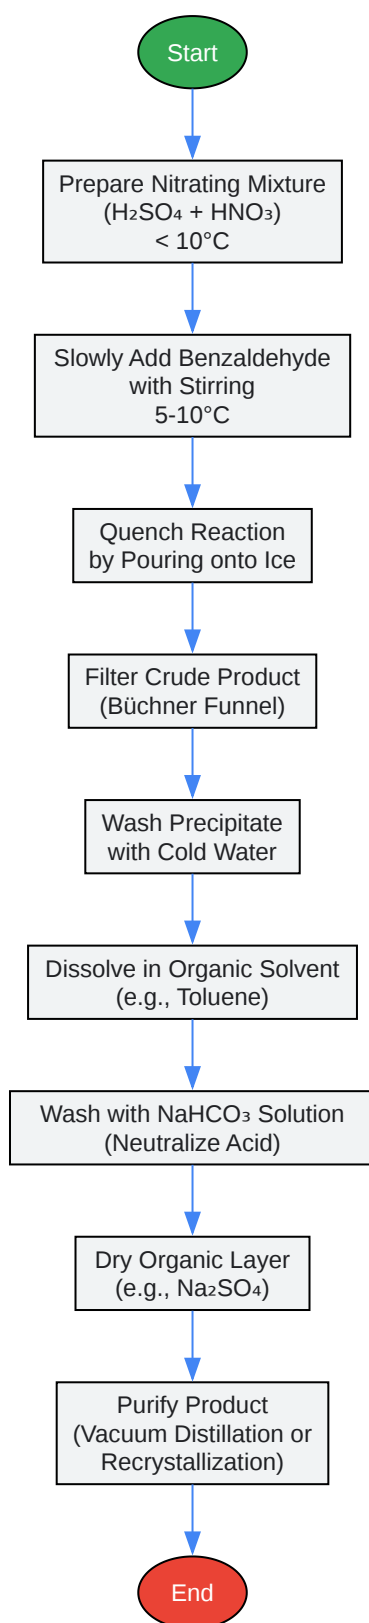 Start
Prepare Nitrating Mixture
(H₂SO₄ + HNO₃)
< 10°C
Slowly Add Benzaldehyde
with Stirring
5-10°C
Quench Reaction
by Pouring onto Ice
Filter Crude Product
(Büchner Funnel)
Wash Precipitate
with Cold Water
Dissolve in Organic Solvent
(e.g., Toluene)
Wash with NaHCO₃ Solution
(Neutralize Acid)
Dry Organic Layer
(e.g., Na₂SO₄)
Purify Product
(Vacuum Distillation or
Recrystallization)
End